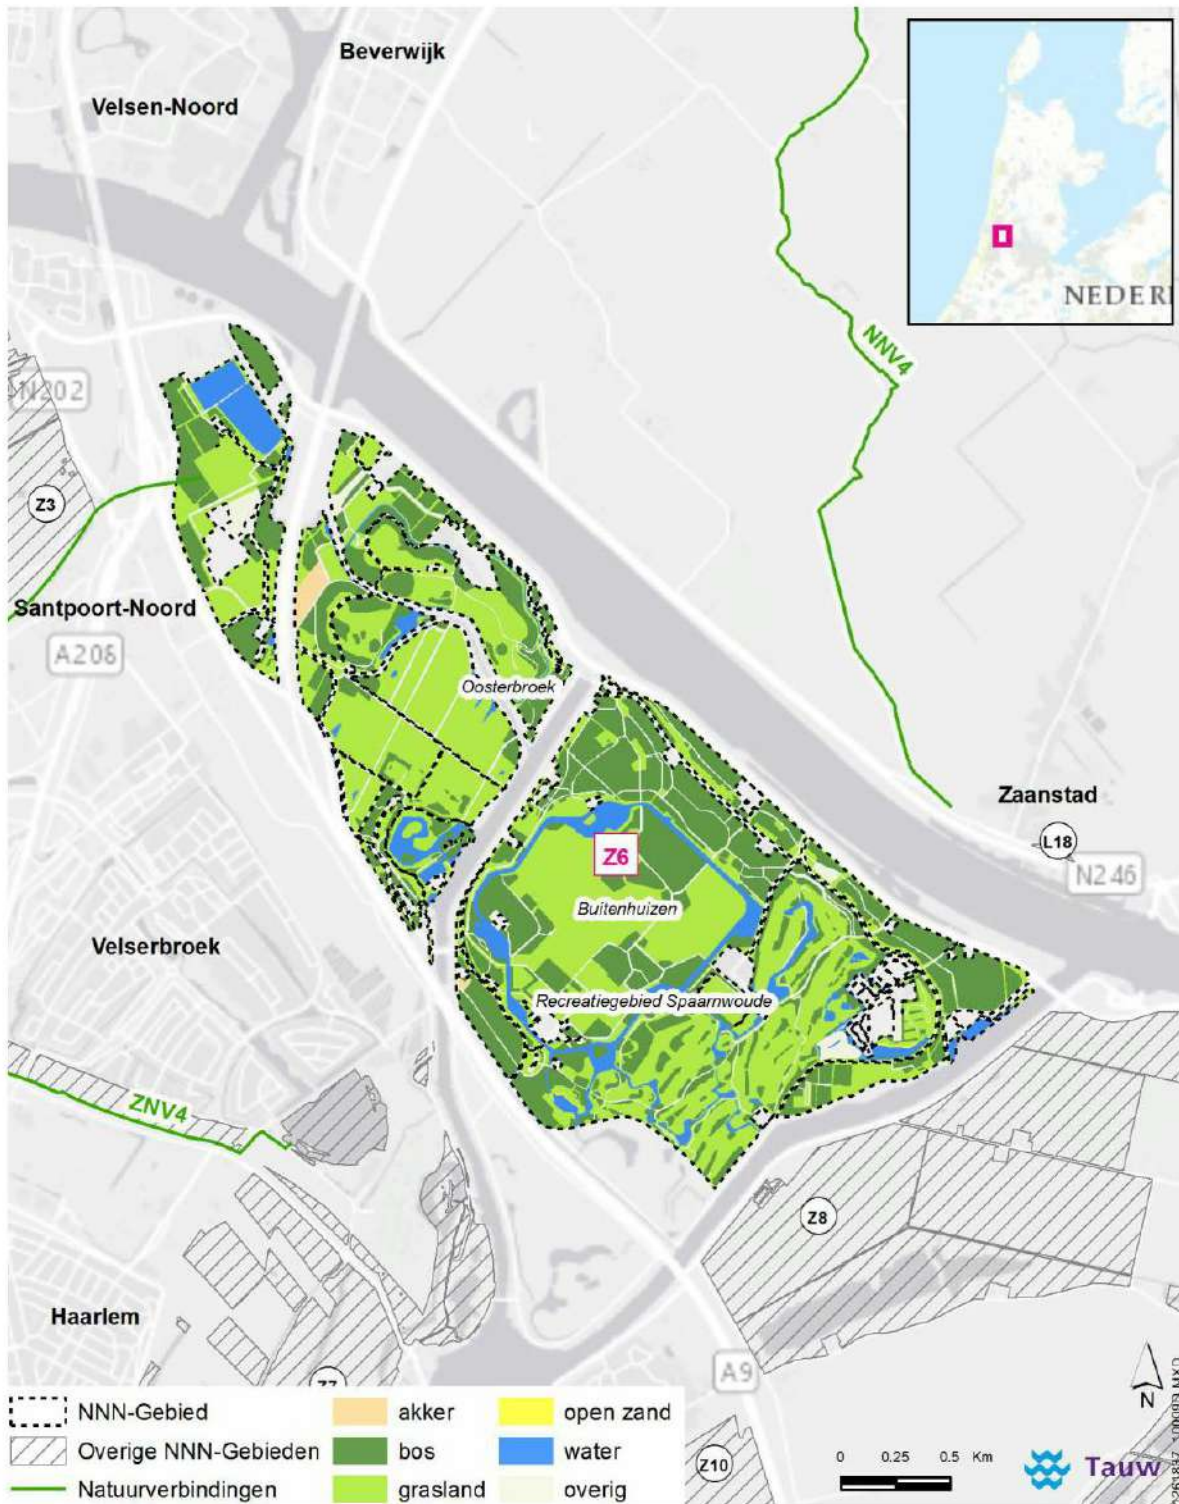 Beverwijk
Velsen-Noord
NEDER
NNV4
N202
Z3
Santpoort-Noord
A208
Oosterbroek
Zaanstad
L18
N246
Z6
Buitenhuizen
Velserbroek
Recreatiegebied Spaarnwoude
ZNV4
Z8
Haarlem
Z7
A9
Z10
N
NNN-Gebied
Overige NNN-Gebieden
Natuurverbindingen
akker
bos
grasland
open zand
water
overig
0 0.25 0.5 Km
Tauw